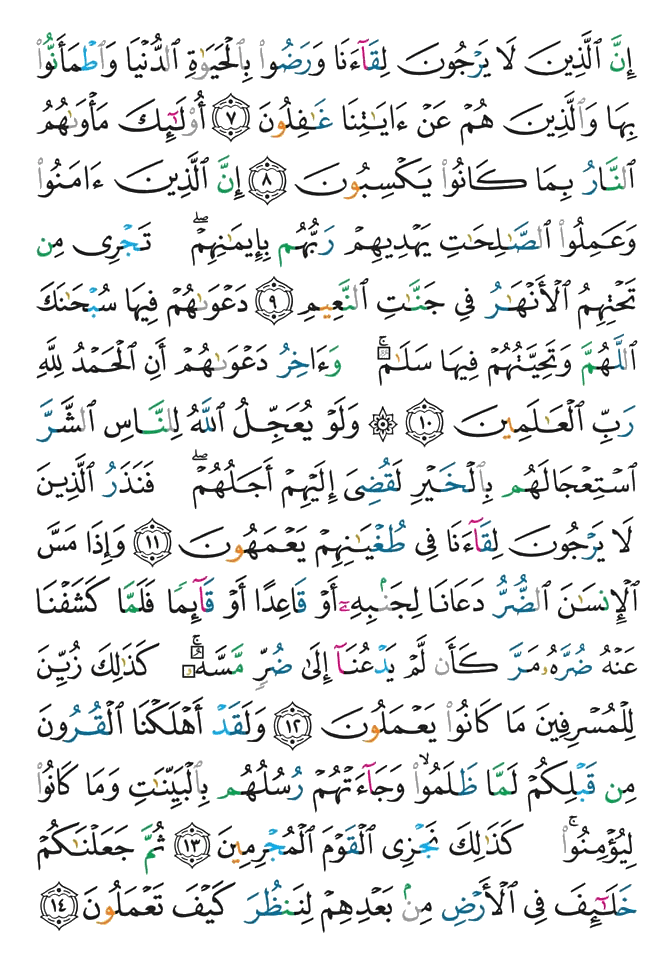 إِنَّ ٱلَّذِينَ لَا يَرۡجُونَ لِقَآءَنَا وَرَضُوا۟ بِٱلۡحَيَوٰةِ ٱلدُّنۡيَا وَٱطۡمَأَنُّوا۟
بِهَا وَٱلَّذِينَ هُمۡ عَنۡ ءَايَٰتِنَا غَٰفِلُونَ ٧ أُو۟لَٰٓئِكَ مَأۡوَىٰهُمُ
ٱلنَّارُ بِمَا كَانُوا۟ يَكۡسِبُونَ ٨ إِنَّ ٱلَّذِينَ ءَامَنُوا۟
وَعَمِلُوا۟ ٱلصَّٰلِحَٰتِ يَهۡدِيهِمۡ رَبُّهُم بِإِيمَٰنِهِمۡۖ تَجۡرِى مِن
تَحۡتِهِمُ ٱلۡأَنۡهَٰرُ فِى جَنَّٰتِ ٱلنَّعِيمِ ٩ دَعۡوَىٰهُمۡ فِيهَا سُبۡحَٰنَكَ
ٱللَّهُمَّ وَتَحِيَّتُهُمۡ فِيهَا سَلَٰمٞۚ وَءَاخِرُ دَعۡوَىٰهُمۡ أَنِ ٱلۡحَمۡدُ لِلَّهِ
رَبِّ ٱلۡعَٰلَمِينَ ١٠ ۞ وَلَوۡ يُعَجِّلُ ٱللَّهُ لِلنَّاسِ ٱلشَّرَّ
ٱسۡتِعۡجَالَهُم بِٱلۡخَيۡرِ لَقُضِىَ إِلَيۡهِمۡ أَجَلُهُمۡۖ فَنَذَرُ ٱلَّذِينَ
لَا يَرۡجُونَ لِقَآءَنَا فِى طُغۡيَٰنِهِمۡ يَعۡمَهُونَ ١١ وَإِذَا مَسَّ
ٱلۡإِنسَٰنَ ٱلضُّرُّ دَعَانَا لِجَنۢبِهِۦٓ أَوۡ قَاعِدًا أَوۡ قَآئِمٗا فَلَمَّا كَشَفۡنَا
عَنۡهُ ضُرَّهُۥ مَرَّ كَأَن لَّمۡ يَدۡعُنَآ إِلَىٰ ضُرّٖ مَّسَّهُۥۚ كَذَٰلِكَ زُيِّنَ
لِلۡمُسۡرِفِينَ مَا كَانُوا۟ يَعۡمَلُونَ ١٢ وَلَقَدۡ أَهۡلَكۡنَا ٱلۡقُرُونَ
مِن قَبۡلِكُمۡ لَمَّا ظَلَمُوا۟ۙ وَجَآءَتۡهُمۡ رُسُلُهُم بِٱلۡبَيِّنَٰتِ وَمَا كَانُوا۟
لِيُؤۡمِنُوا۟ۚ كَذَٰلِكَ نَجۡزِى ٱلۡقَوۡمَ ٱلۡمُجۡرِمِينَ ١٣ ثُمَّ جَعَلۡنَٰكُمۡ
خَلَٰٓئِفَ فِى ٱلۡأَرۡضِ مِنۢ بَعۡدِهِمۡ لِنَنظُرَ كَيۡفَ تَعۡمَلُونَ ١٤